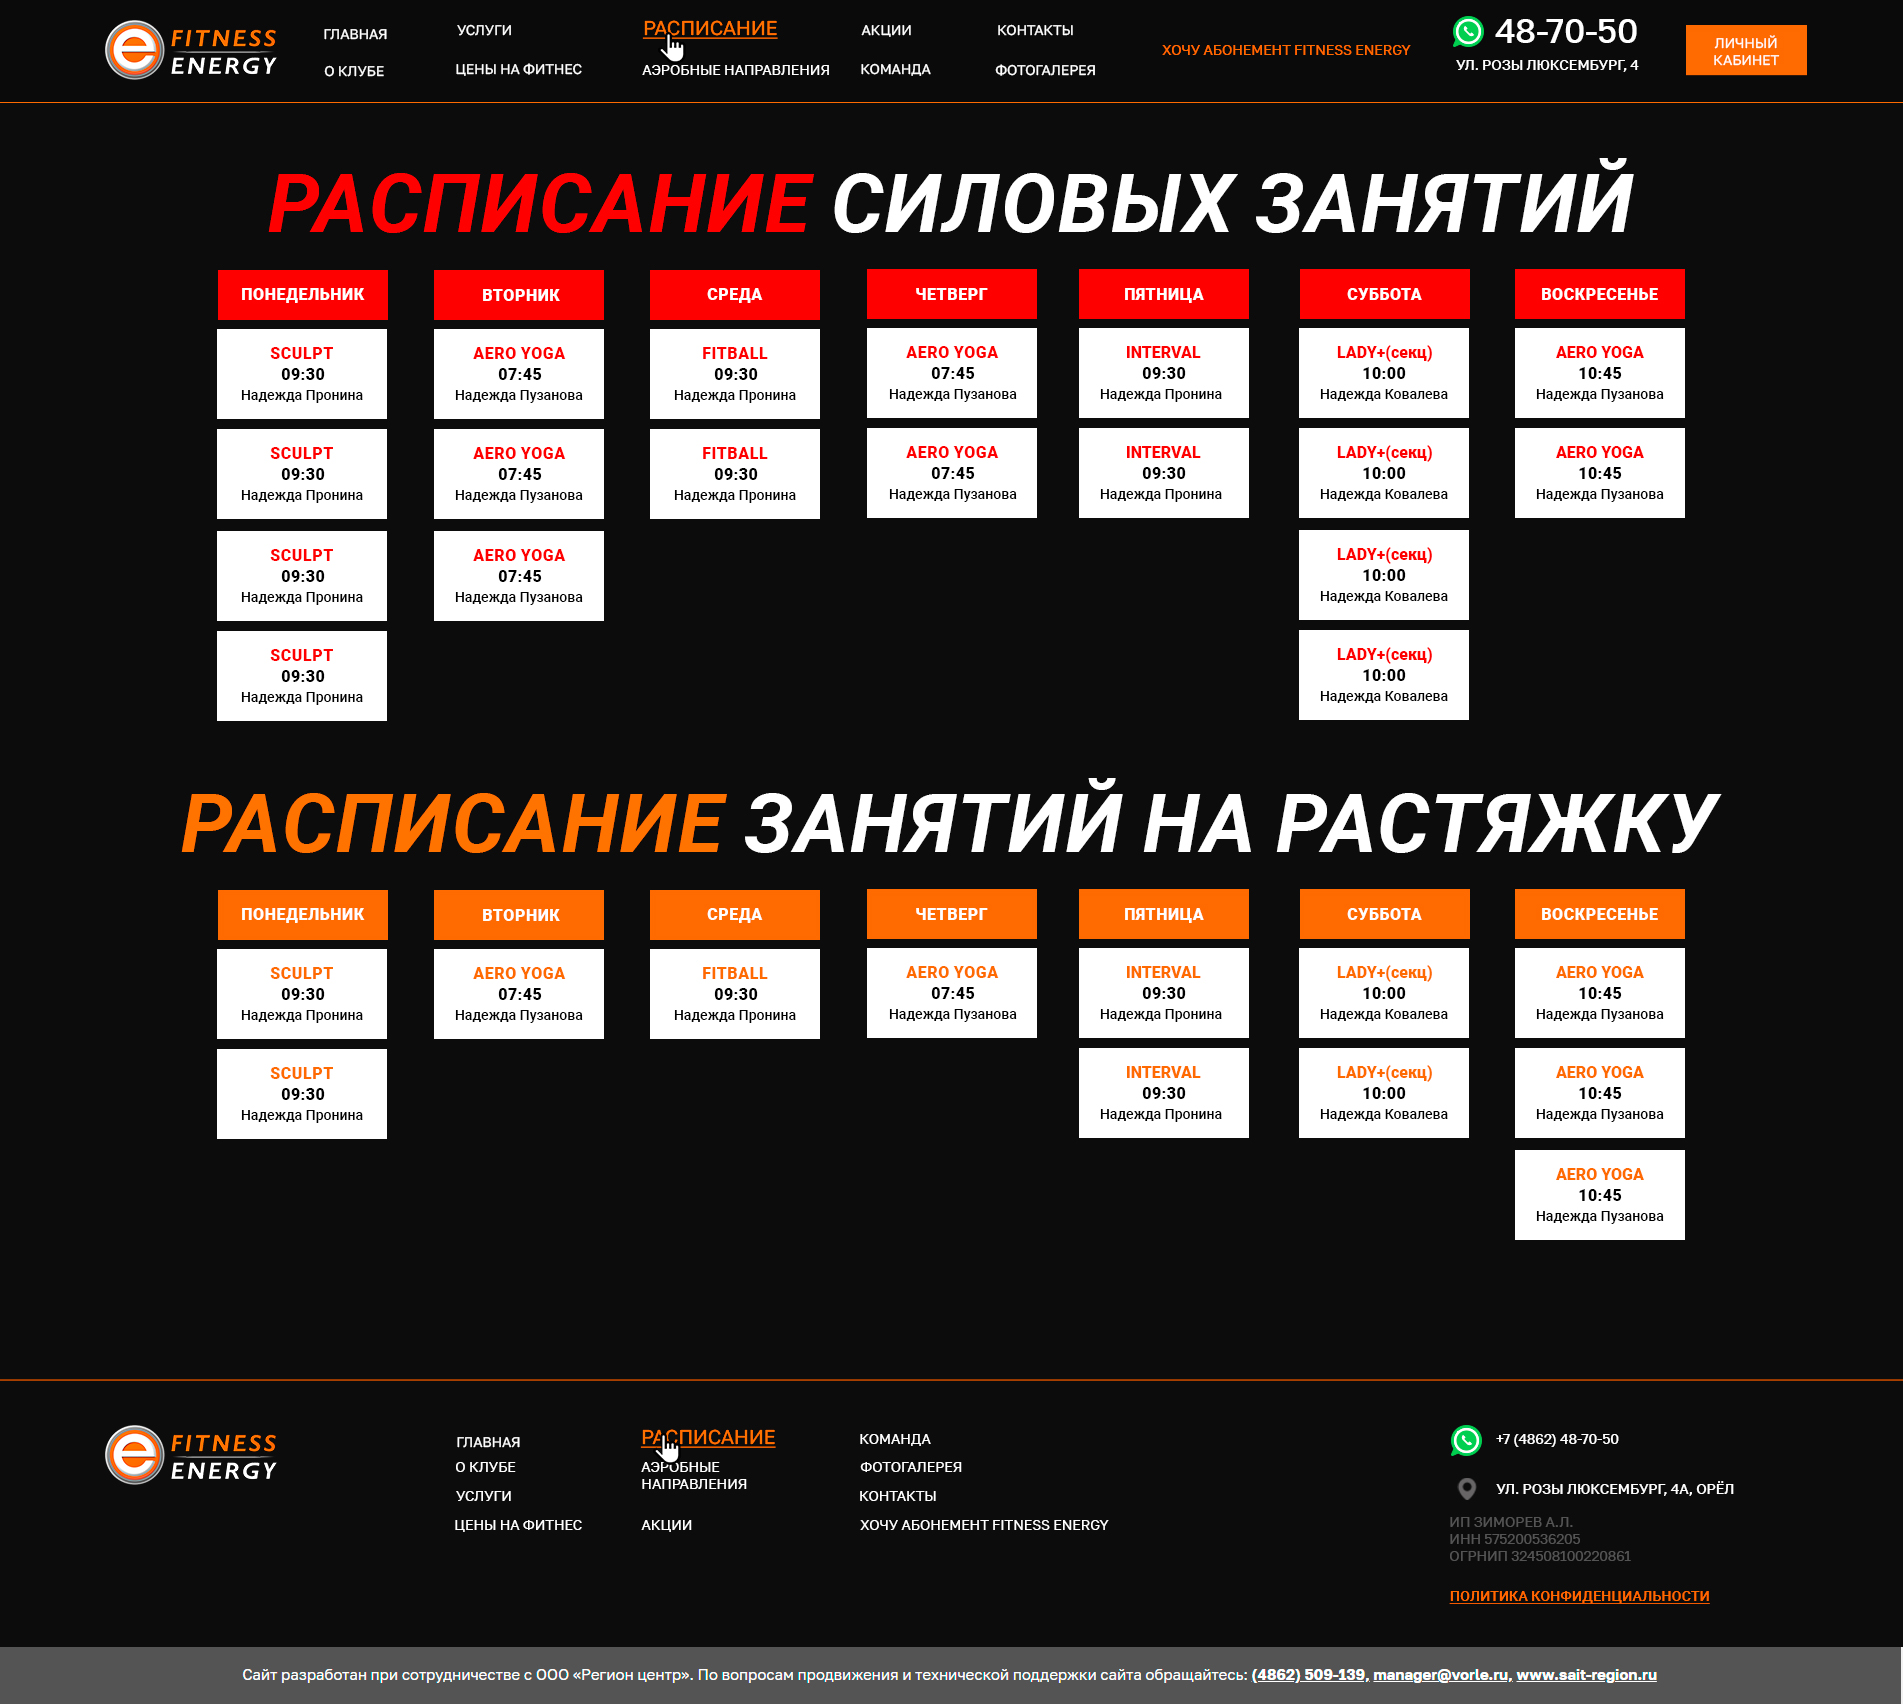 FITNESS ENERGY
ГЛАВНАЯ
О КЛУБЕ
УСЛУГИ
ЦЕНЫ НА ФИТНЕС
РАСПИСАНИЕ
АЭРОБНЫЕ НАПРАВЛЕНИЯ
АКЦИИ
КОМАНДА
КОНТАКТЫ
ФОТОГАЛЕРЕЯ
ХОЧУ АБОНЕМЕНТ FITNESS ENERGY
48-70-50
УЛ. РОЗЫ ЛЮКСЕМБУРГ, 4
ЛИЧНЫЙ
КАБИНЕТ
РАСПИСАНИЕ СИЛОВЫХ ЗАНЯТИЙ
ПОНЕДЕЛЬНИК
SCULPT
09:30
Надежда Пронина
SCULPT
09:30
Надежда Пронина
SCULPT
09:30
Надежда Пронина
SCULPT
09:30
Надежда Пронина
ВТОРНИК
AERO YOGA
07:45
Надежда Пузанова
AERO YOGA
07:45
Надежда Пузанова
AERO YOGA
07:45
Надежда Пузанова
СРЕДА
FITBALL
09:30
Надежда Пронина
FITBALL
09:30
Надежда Пронина
ЧЕТВЕРГ
AERO YOGA
07:45
Надежда Пузанова
AERO YOGA
07:45
Надежда Пузанова
ПЯТНИЦА
INTERVAL
09:30
Надежда Пронина
INTERVAL
09:30
Надежда Пронина
СУББОТА
LADY+(секц)
10:00
Надежда Ковалева
LADY+(секц)
10:00
Надежда Ковалева
LADY+(секц)
10:00
Надежда Ковалева
LADY+(секц)
10:00
Надежда Ковалева
ВОСКРЕСЕНЬЕ
AERO YOGA
10:45
Надежда Пузанова
AERO YOGA
10:45
Надежда Пузанова
РАСПИСАНИЕ ЗАНЯТИЙ НА РАСТЯЖКУ
ПОНЕДЕЛЬНИК
SCULPT
09:30
Надежда Пронина
SCULPT
09:30
Надежда Пронина
ВТОРНИК
AERO YOGA
07:45
Надежда Пузанова
СРЕДА
FITBALL
09:30
Надежда Пронина
ЧЕТВЕРГ
AERO YOGA
07:45
Надежда Пузанова
ПЯТНИЦА
INTERVAL
09:30
Надежда Пронина
INTERVAL
09:30
Надежда Пронина
СУББОТА
LADY+(секц)
10:00
Надежда Ковалева
LADY+(секц)
10:00
Надежда Ковалева
ВОСКРЕСЕНЬЕ
AERO YOGA
10:45
Надежда Пузанова
AERO YOGA
10:45
Надежда Пузанова
AERO YOGA
10:45
Надежда Пузанова
FITNESS ENERGY
ГЛАВНАЯ
О КЛУБЕ
УСЛУГИ
ЦЕНЫ НА ФИТНЕС
РАСПИСАНИЕ
АЭРОБНЫЕ
НАПРАВЛЕНИЯ
АКЦИИ
КОМАНДА
ФОТОГАЛЕРЕЯ
КОНТАКТЫ
ХОЧУ АБОНЕМЕНТ FITNESS ENERGY
+7 (4862) 48-70-50
УЛ. РОЗЫ ЛЮКСЕМБУРГ, 4А, ОРЁЛ
ИП ЗИМОРЕВ А.Л.
ИНН 575200536205
ОГРНИП 324508100220861
ПОЛИТИКА КОНФИДЕНЦИАЛЬНОСТИ
Сайт разработан при сотрудничестве с ООО «Регион центр». По вопросам продвижения и технической поддержки сайта обращайтесь: (4862) 509-139, manager@vorle.ru, www.sait-region.ru